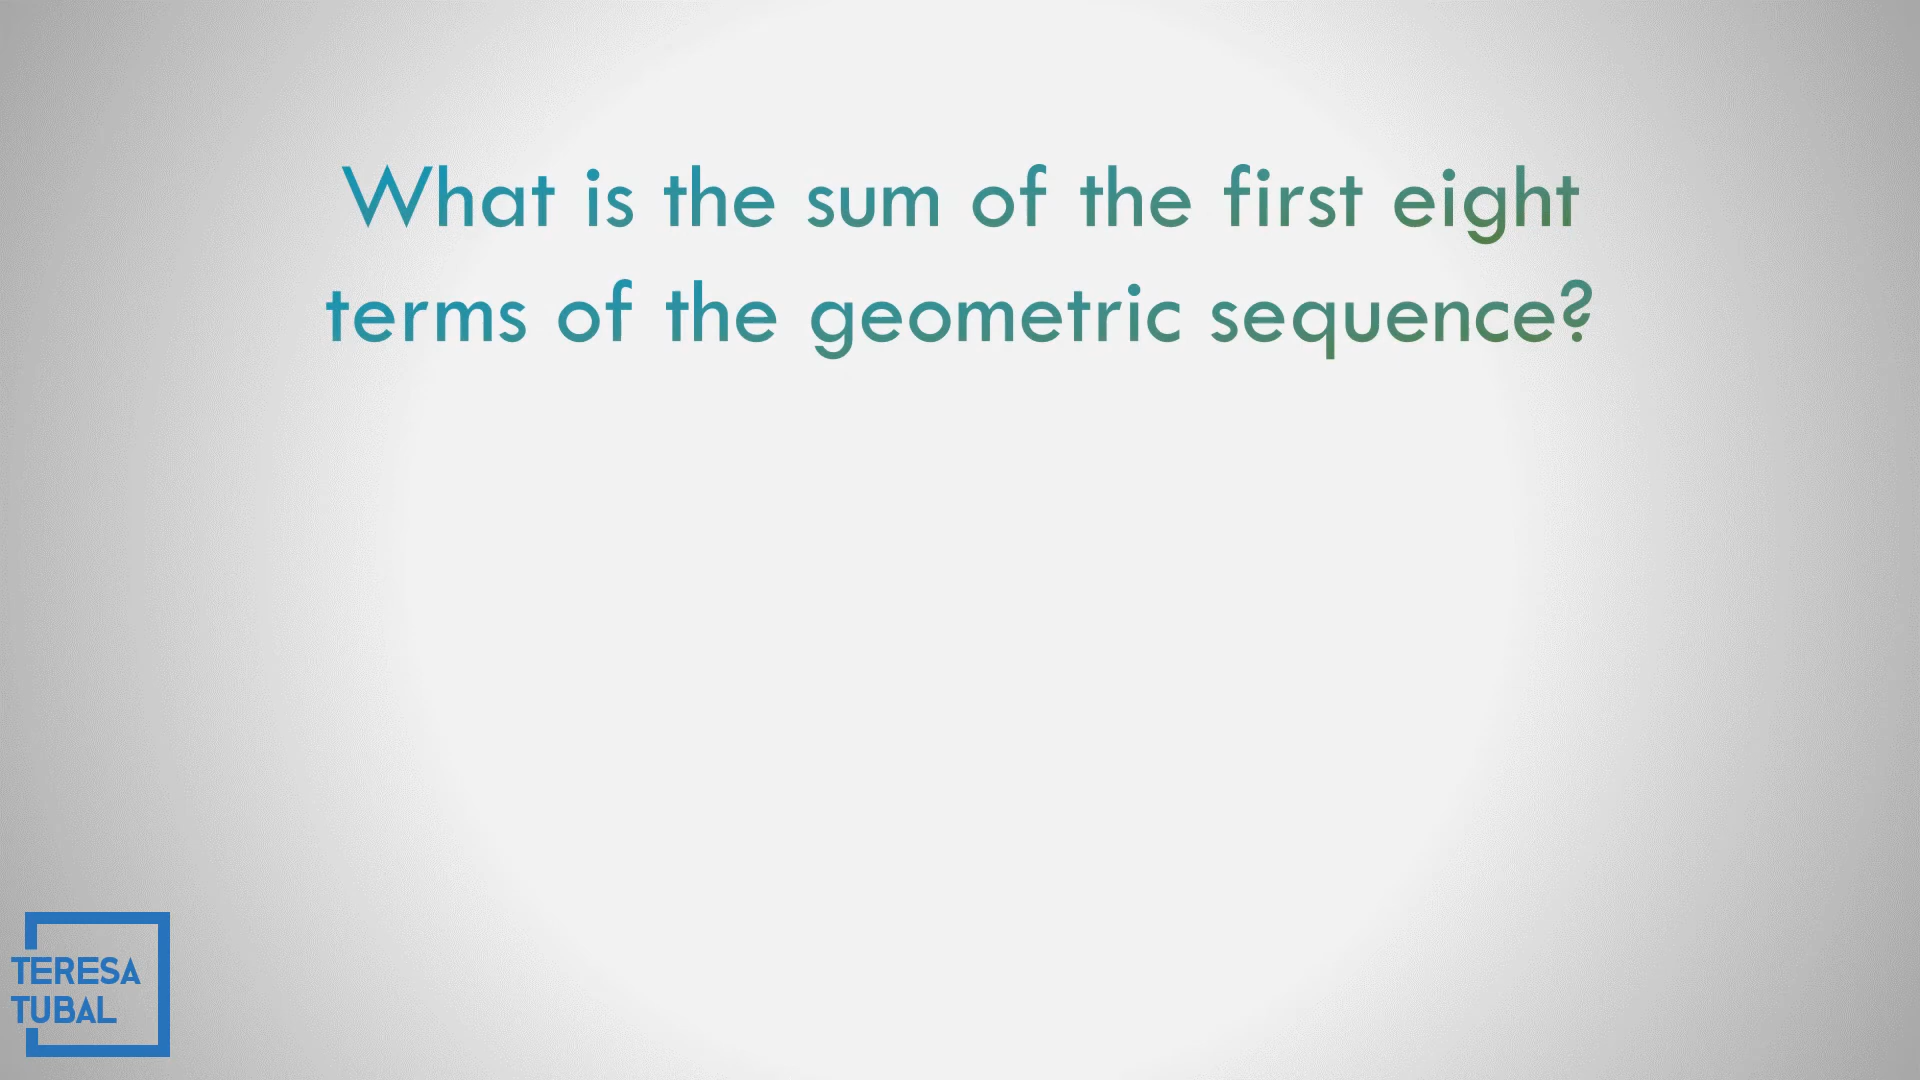 What is the sum of the first eight
terms of the geometric sequence?
TERESA
TUBAL